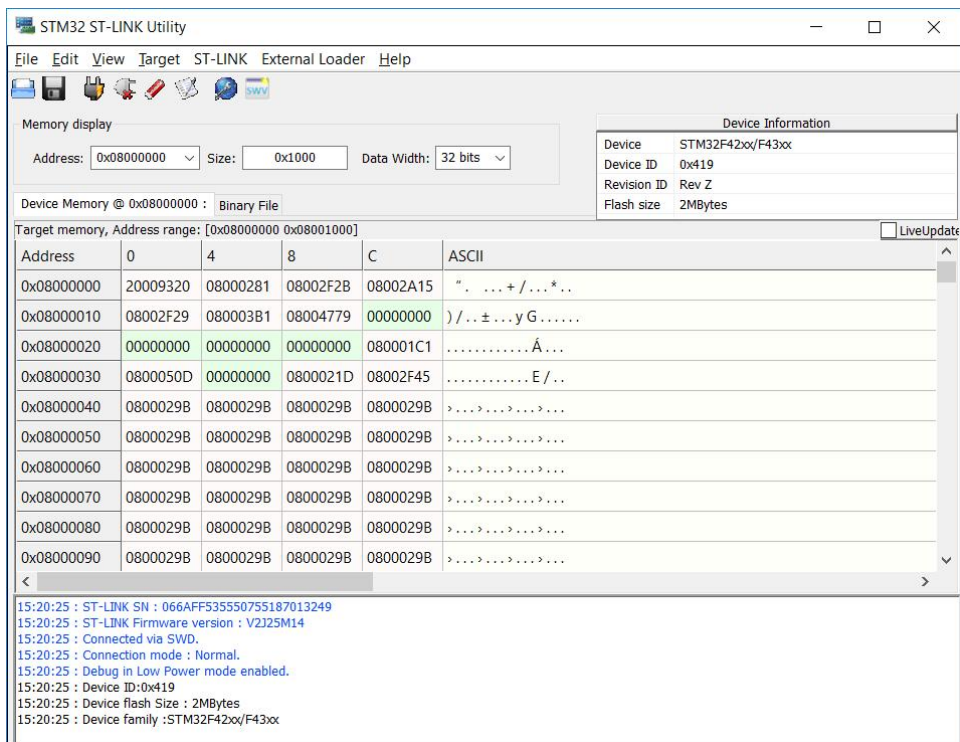 STM32 ST-LINK Utility
File Edit View Target ST-LINK External Loader Help
SWV
Memory display
Address: 0x08000000 Size: 0x1000 Data Width: 32 bits
Device Information
Device STM32F42xx/F43xx
Device ID 0x419
Revision ID Rev Z
Flash size 2MBytes
Device Memory @ 0x08000000 : Binary File
Target memory, Address range: [0x08000000 0x08001000] LiveUpdate
Address 0 4 8 C ASCII
0x08000000 20009320 08000281 08002F2B 08002A15 “. ...+/...*..
0x08000010 08002F29 080003B1 08004779 00000000 )/..±...yG......
0x08000020 00000000 00000000 00000000 080001C1 ............Á...
0x08000030 0800050D 00000000 0800021D 08002F45 ............E/..
0x08000040 0800029B 0800029B 0800029B 0800029B ›...›...›...›...
0x08000050 0800029B 0800029B 0800029B 0800029B ›...›...›...›...
0x08000060 0800029B 0800029B 0800029B 0800029B ›...›...›...›...
0x08000070 0800029B 0800029B 0800029B 0800029B ›...›...›...›...
0x08000080 0800029B 0800029B 0800029B 0800029B ›...›...›...›...
0x08000090 0800029B 0800029B 0800029B 0800029B ›...›...›...›...
15:20:25 : ST-LINK SN : 066AFF535550755187013249
15:20:25 : ST-LINK Firmware version : V2J25M14
15:20:25 : Connected via SWD.
15:20:25 : Connection mode : Normal.
15:20:25 : Debug in Low Power mode enabled.
15:20:25 : Device ID:0x419
15:20:25 : Device flash Size : 2MBytes
15:20:25 : Device family :STM32F42xx/F43xx